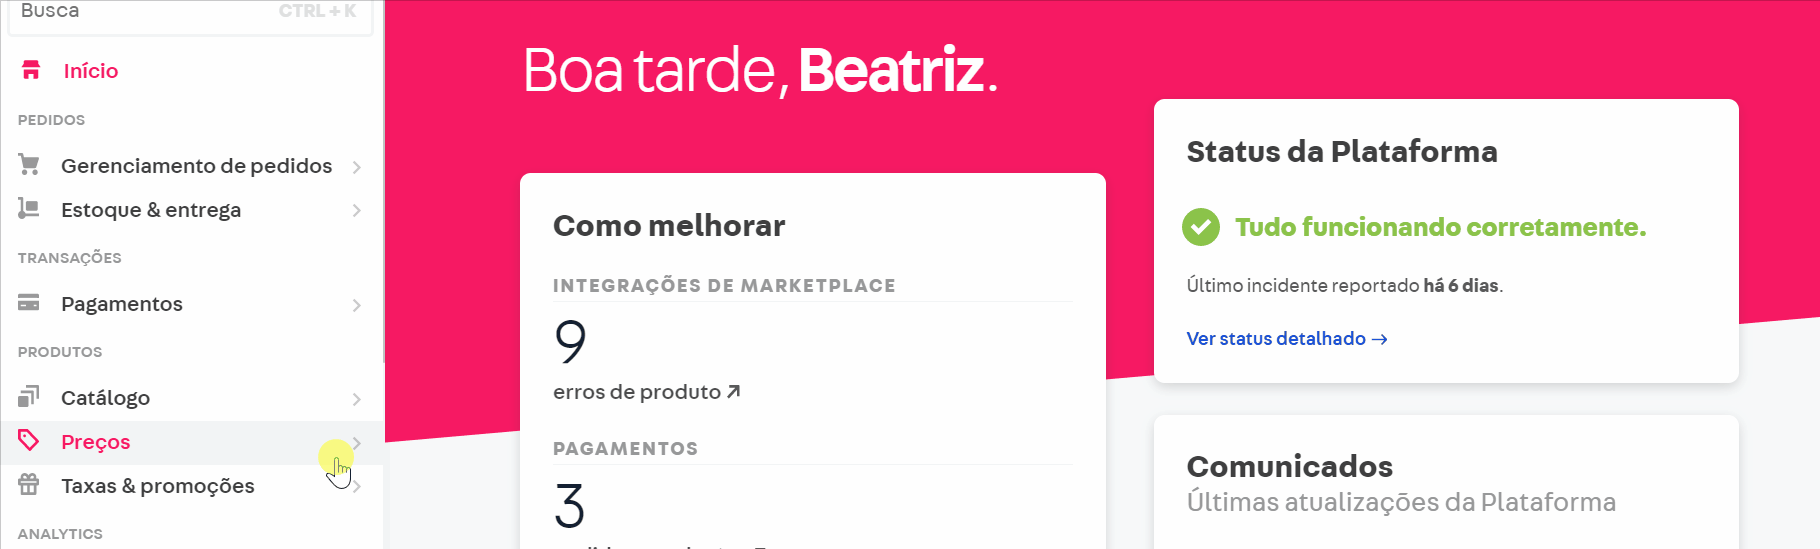 Busca CTRL + K
Início
PEDIDOS
Gerenciamento de pedidos
Estoque & entrega
TRANSAÇÕES
Pagamentos
PRODUTOS
Catálogo
Preços
Taxas & promoções
ANALYTICS
Boa tarde, Beatriz.
Como melhorar
INTEGRAÇÕES DE MARKETPLACE
9
erros de produto ↗
PAGAMENTOS
3
Status da Plataforma
Tudo funcionando corretamente.
Último incidente reportado há 6 dias.
Ver status detalhado →
Comunicados
Últimas atualizações da Plataforma